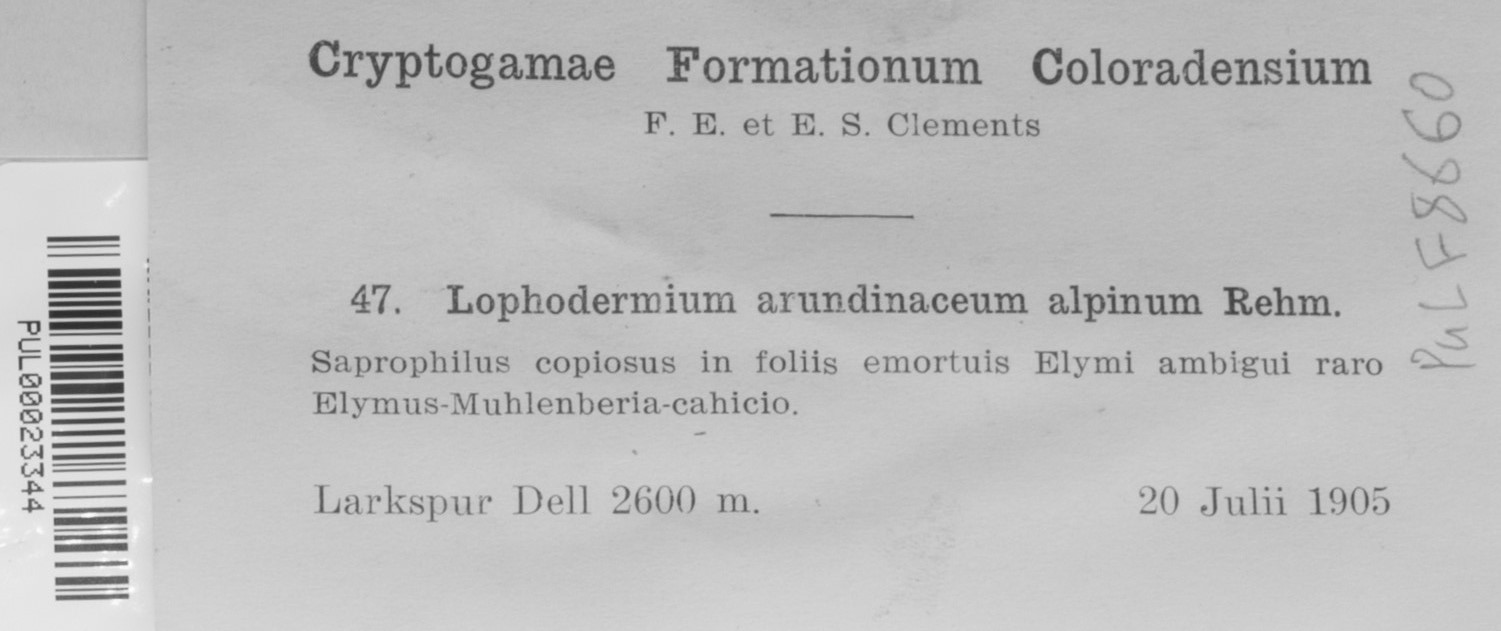 Cryptogamae Formationum Coloradensium
F. E. et E. S. Clements
47. Lophodermium arundinaceum alpinum Rehm.
Saprophilus copiosus in foliis emortuis Elymi ambigui raro
Elymus-Muhlenberia-cahicio.
Larkspur Dell 2600 m. 20 Julii 1905
PUL F8860
PUL00023344